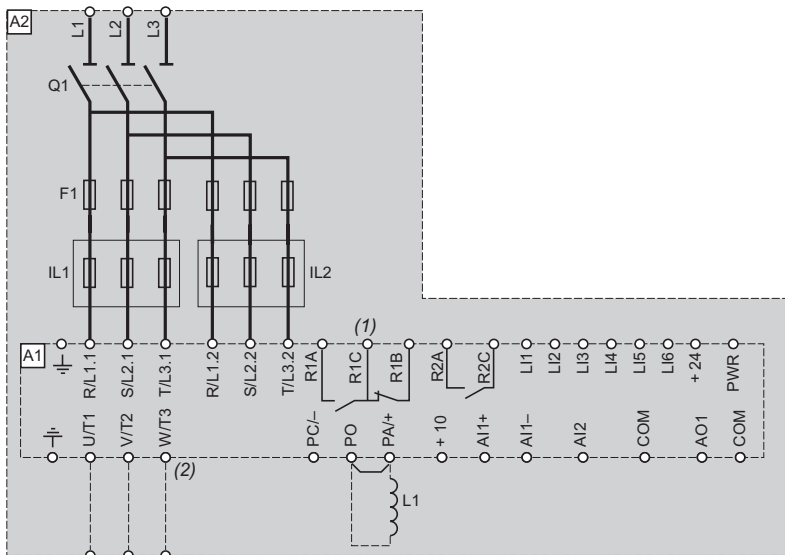 A2
L1 L2 L3
Q1
F1
IL1 IL2
(1)
A1
R/L1.1 S/L2.1 T/L3.1 R/L1.2 S/L2.2 T/L3.2 R1A R1C R1B R2A R2C LI1 LI2 LI3 LI4 LI5 LI6 + 24 PWR
U/T1 V/T2 W/T3 PC/– PO PA/+ + 10 AI1+ AI1– AI2 COM AO1 COM
(2)
L1